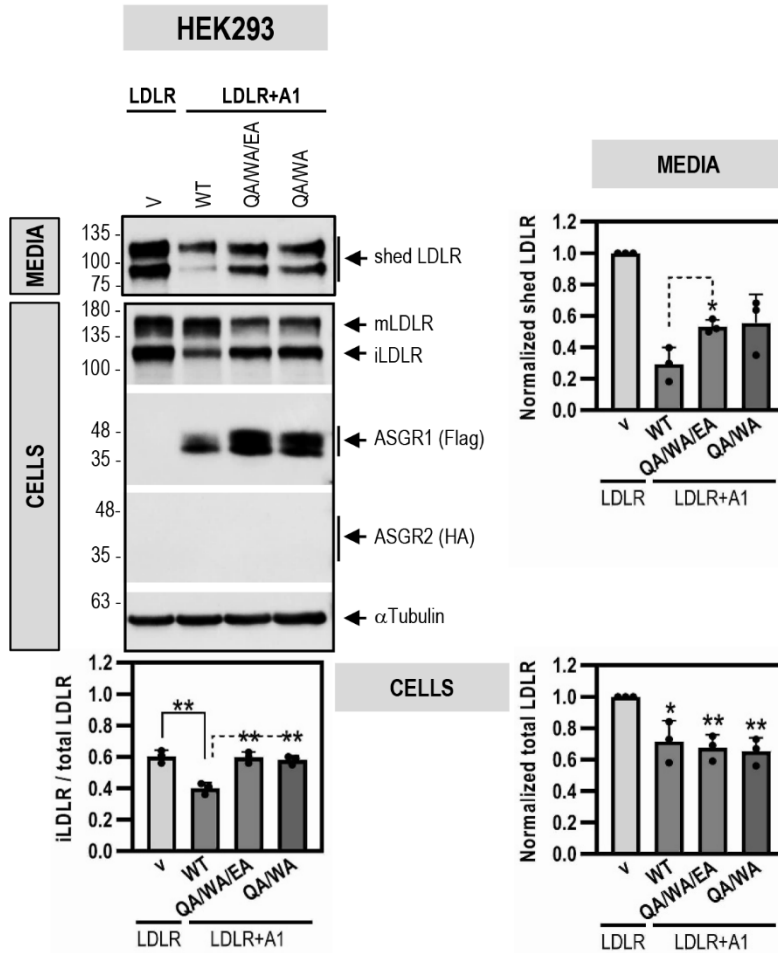 HEK293
LDLR LDLR+A1
V WT QA/WA/EA QA/WA
MEDIA
135 -
100 -
75 -
shed LDLR
CELLS
180 -
135 -
100 -
mLDLR
iLDLR
48 -
35 -
ASGR1 (Flag)
48-
35 -
ASGR2 (HA)
63 -
αTubulin
MEDIA
Normalized shed LDLR
1.2
1.0
0.8
0.6
0.4
0.2
0.0
*
V WT QA/WA/EA QA/WA
LDLR LDLR+A1
CELLS
iLDLR / total LDLR
1.2
1.0
0.8
0.6
0.4
0.2
0.0
** ** **
V WT QA/WA/EA QA/WA
LDLR LDLR+A1
Normalized total LDLR
1.2
1.0
0.8
0.6
0.4
0.2
0.0
* ** **
V WT QA/WA/EA QA/WA
LDLR LDLR+A1